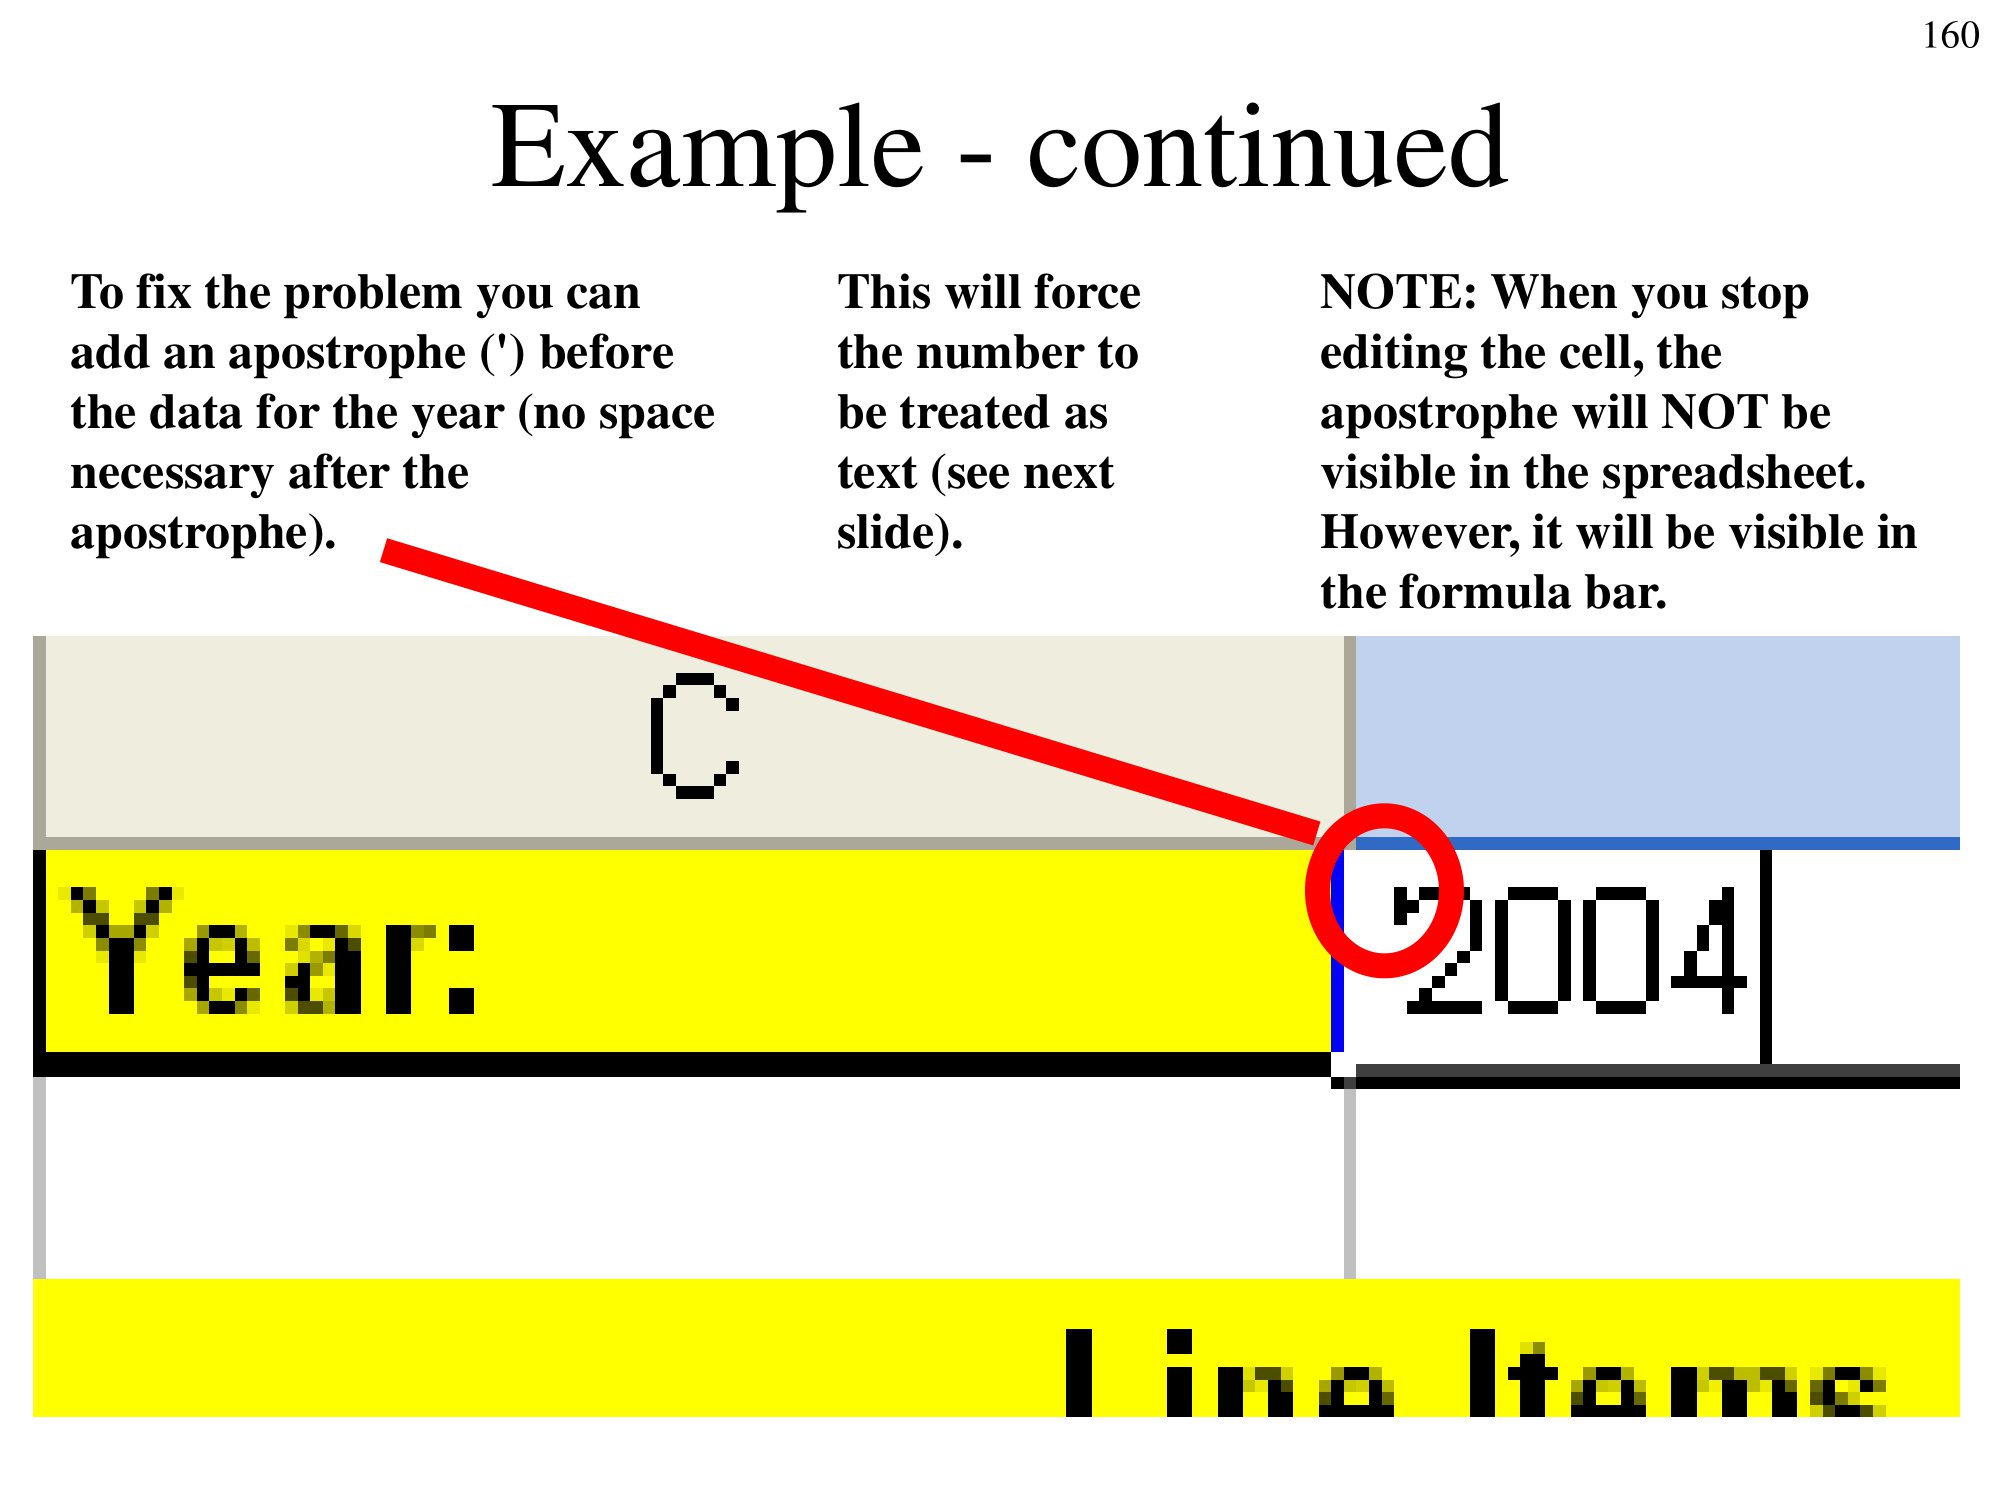 160
Example - continued
To fix the problem you can
add an apostrophe (') before
the data for the year (no space
necessary after the
apostrophe).
This will force
the number to
be treated as
text (see next
slide).
NOTE: When you stop
editing the cell, the
apostrophe will NOT be
visible in the spreadsheet.
However, it will be visible in
the formula bar.
C
Year: '2004
Line Items